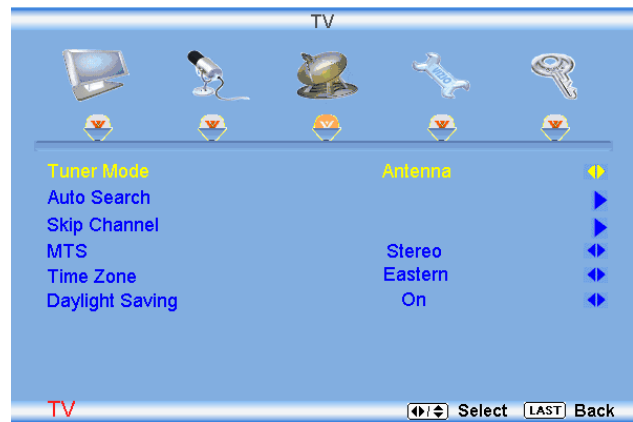 TV
Tuner Mode Antenna
Auto Search
Skip Channel
MTS Stereo
Time Zone Eastern
Daylight Saving On
TV Select LAST Back